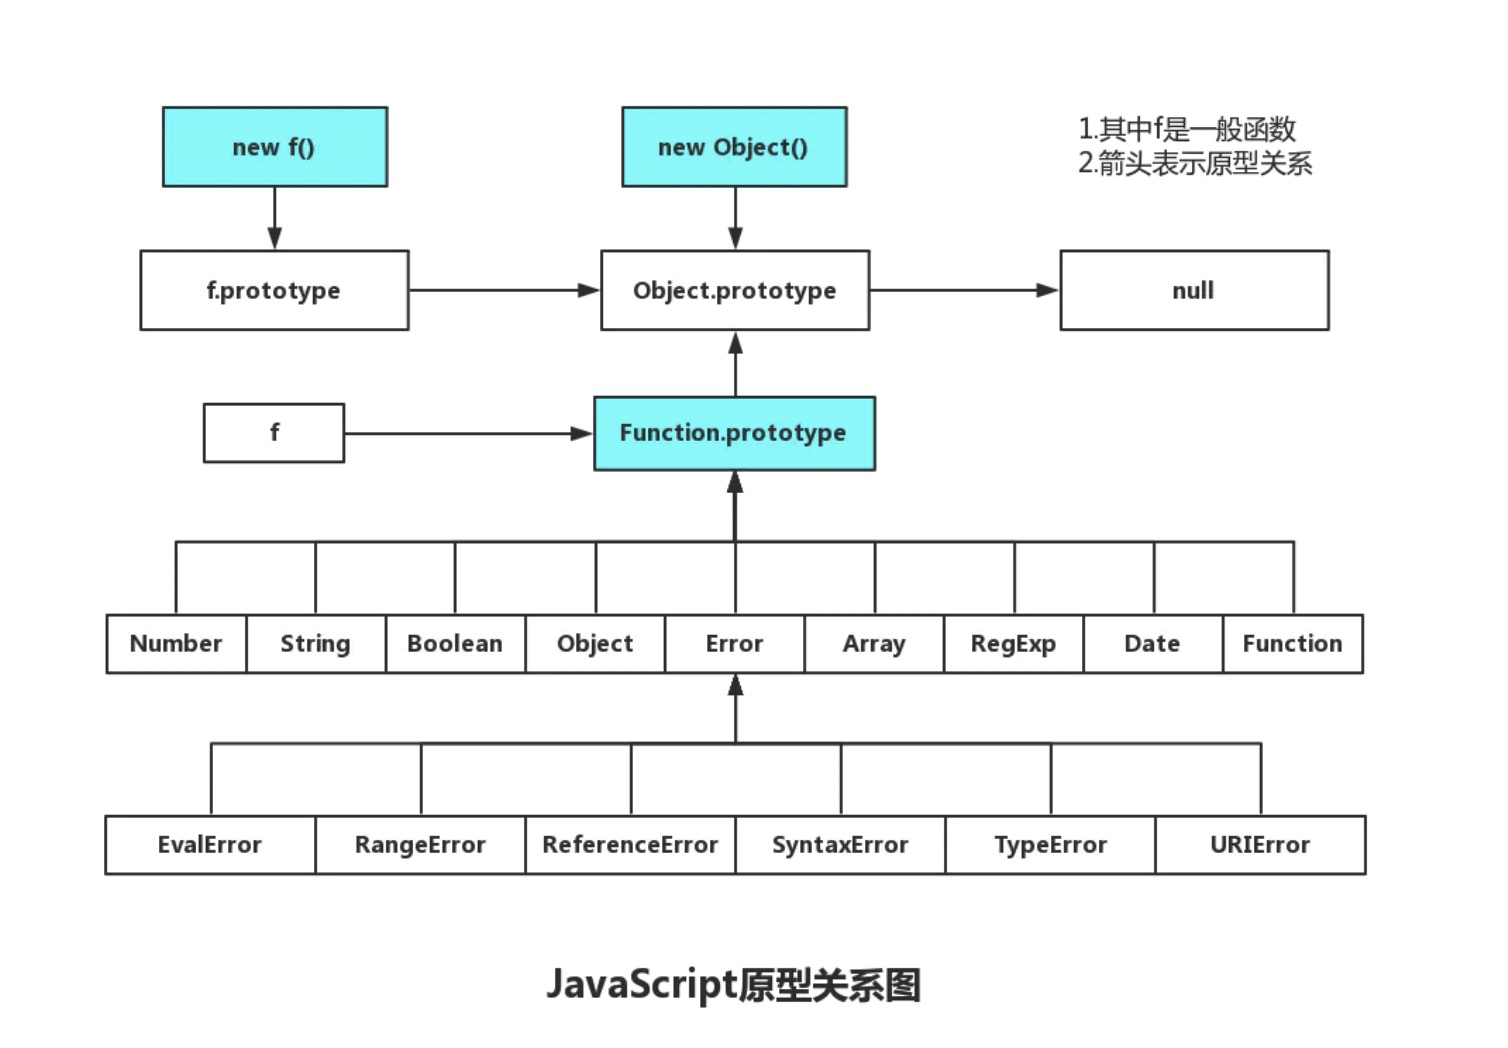 new f()
new Object()
1.其中f是一般函数
2.箭头表示原型关系
f.prototype
Object.prototype
null
f
Function.prototype
Number
String
Boolean
Object
Error
Array
RegExp
Date
Function
EvalError
RangeError
ReferenceError
SyntaxError
TypeError
URIError
JavaScript原型关系图